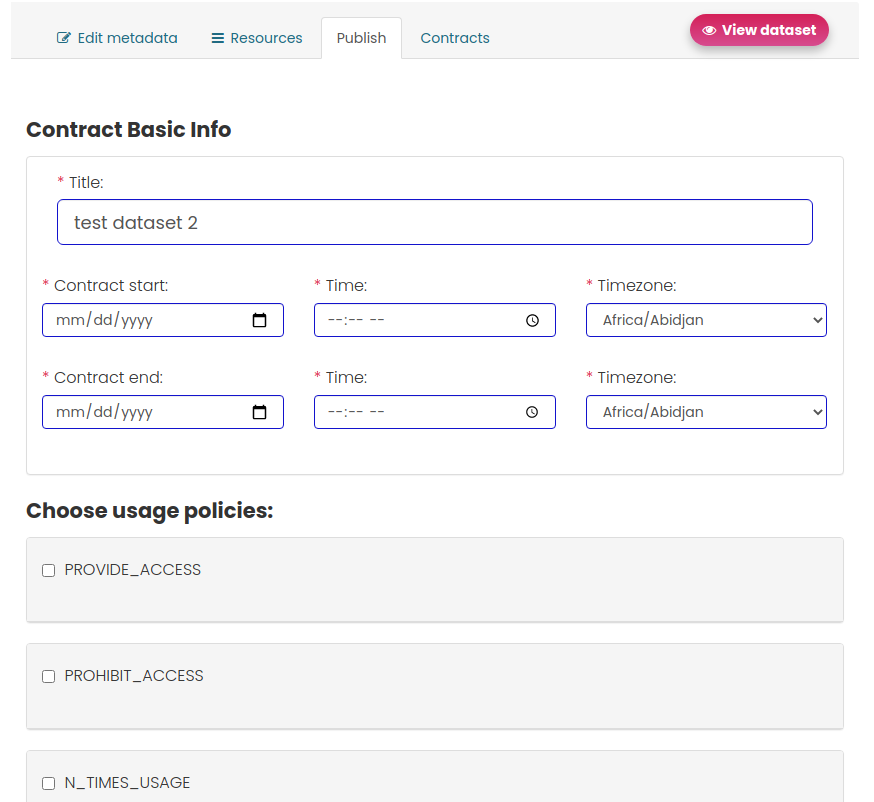 Edit metadata Resources Publish Contracts View dataset
Contract Basic Info
* Title:
test dataset 2
* Contract start: * Time: * Timezone:
mm/dd/yyyy --:-- -- Africa/Abidjan
* Contract end: * Time: * Timezone:
mm/dd/yyyy --:-- -- Africa/Abidjan
Choose usage policies:
PROVIDE_ACCESS
PROHIBIT_ACCESS
N_TIMES_USAGE